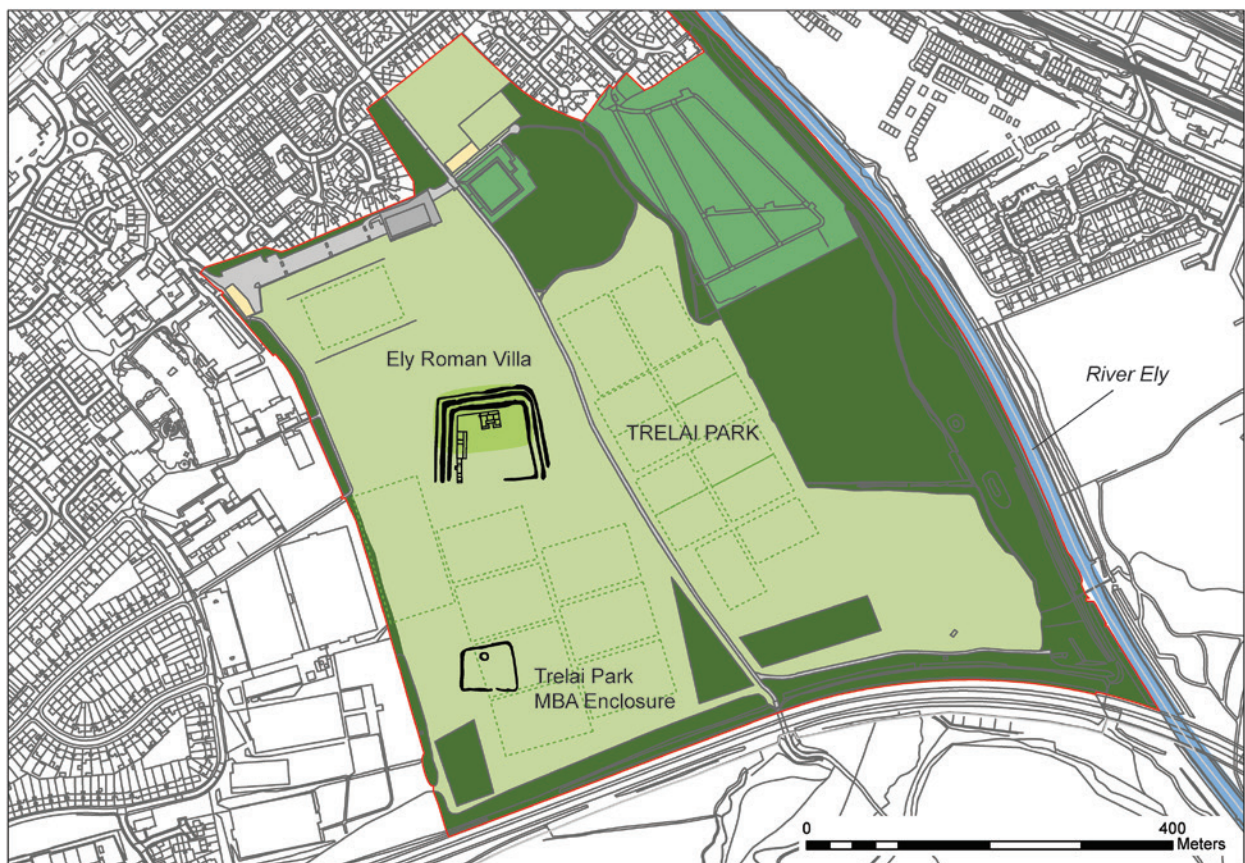 Ely Roman Villa
TRELAI PARK
River Ely
Trelai Park
MBA Enclosure
0
400
Meters